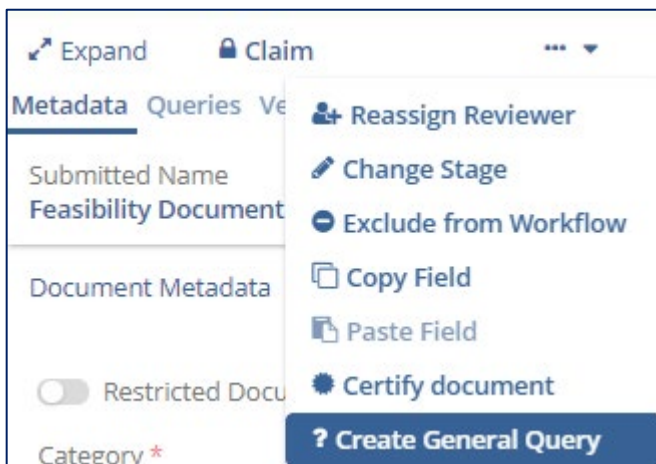 Expand Claim ...
Metadata Queries Ve
Reassign Reviewer
Submitted Name
Change Stage
Feasibility Document
Exclude from Workflow
Document Metadata
Copy Field
Paste Field
Restricted Docu
Certify document
Category *
? Create General Query